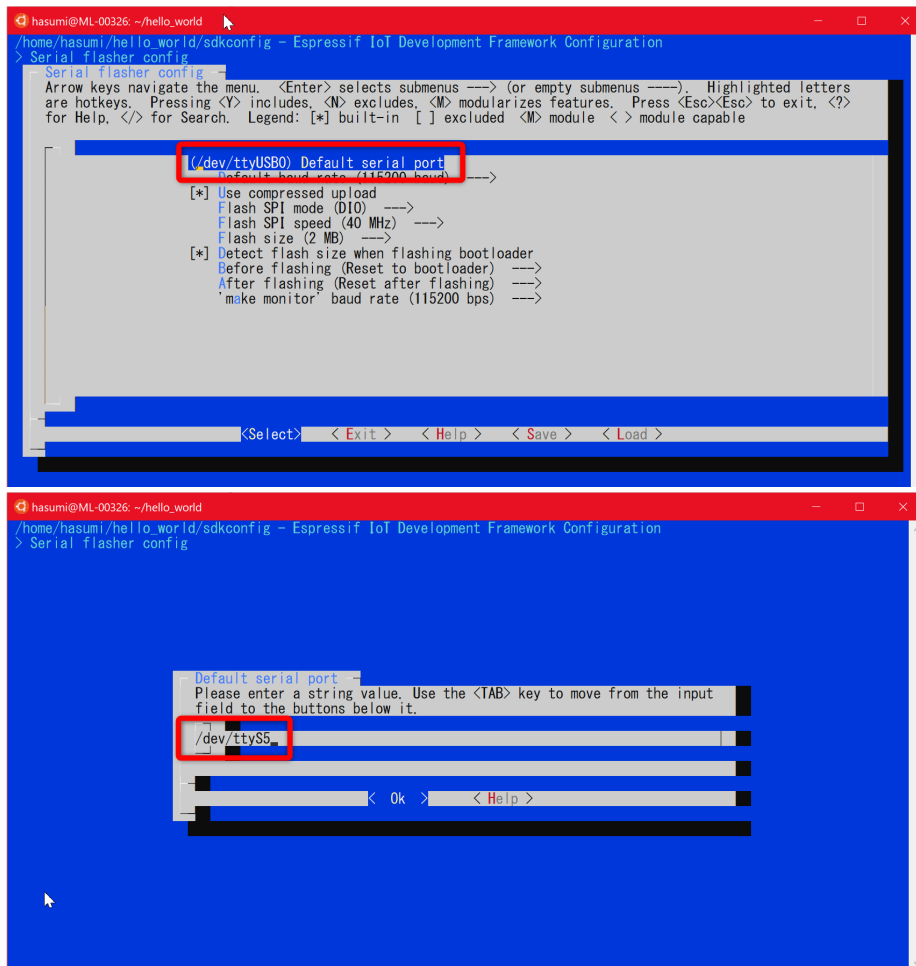 hasumi@ML-00326: ~/hello_world
/home/hasumi/hello_world/sdkconfig - Espressif IoT Development Framework Configuration
> Serial flasher config
Serial flasher config
Arrow keys navigate the menu. <Enter> selects submenus ---> (or empty submenus ----). Highlighted letters
are hotkeys. Pressing <Y> includes, <N> excludes, <M> modularizes features. Press <Esc><Esc> to exit, <?>
for Help, </> for Search. Legend: [*] built-in [ ] excluded <M> module < > module capable
(/dev/ttyUSB0) Default serial port
Default baud rate (115200 baud) --->
[*] Use compressed upload
Flash SPI mode (DIO) --->
Flash SPI speed (40 MHz) --->
Flash size (2 MB) --->
[*] Detect flash size when flashing bootloader
Before flashing (Reset to bootloader) --->
After flashing (Reset after flashing) --->
'make monitor' baud rate (115200 bps) --->
<Select> < Exit > < Help > < Save > < Load >
hasumi@ML-00326: ~/hello_world
/home/hasumi/hello_world/sdkconfig - Espressif IoT Development Framework Configuration
> Serial flasher config
Default serial port
Please enter a string value. Use the <TAB> key to move from the input
field to the buttons below it.
/dev/ttyS5
< Ok > < Help >